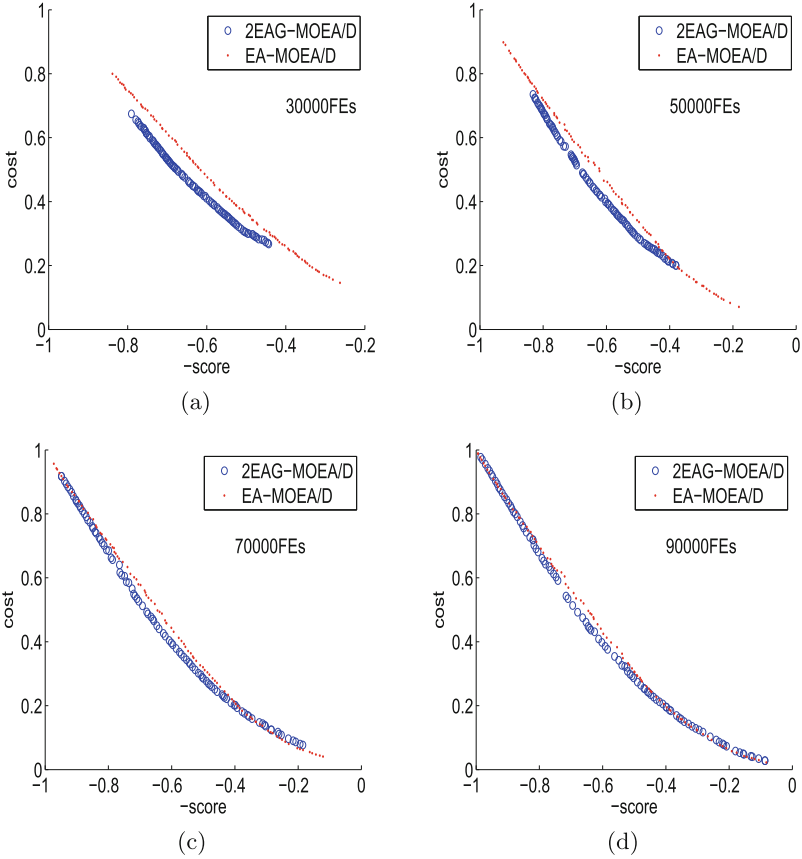 1
0.8
0.6
0.4
0.2
0
−1
−0.8
−0.6
−0.4
−0.2
cost
−score
2EAG−MOEA/D
EA−MOEA/D
30000FEs
(a)
1
0.8
0.6
0.4
0.2
0
−1
−0.8
−0.6
−0.4
−0.2
0
cost
−score
2EAG−MOEA/D
EA−MOEA/D
50000FEs
(b)
1
0.8
0.6
0.4
0.2
0
−1
−0.8
−0.6
−0.4
−0.2
0
cost
−score
2EAG−MOEA/D
EA−MOEA/D
70000FEs
(c)
1
0.8
0.6
0.4
0.2
0
−1
−0.8
−0.6
−0.4
−0.2
0
cost
−score
2EAG−MOEA/D
EA−MOEA/D
90000FEs
(d)